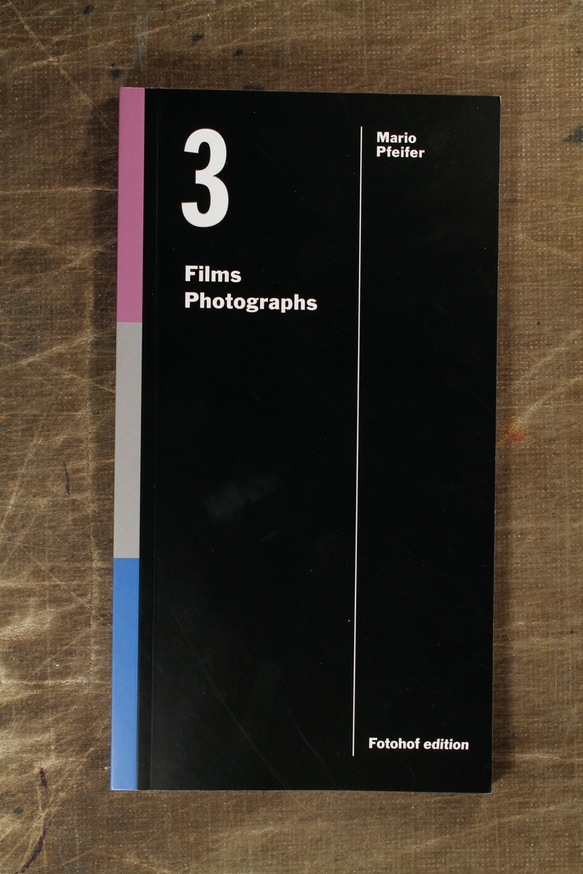 3
Films
Photographs
Mario
Pfeifer
Fotohof edition